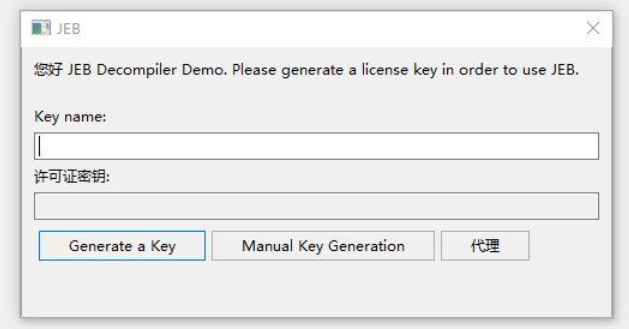 JEB
您好 JEB Decompiler Demo. Please generate a license key in order to use JEB.
Key name:
许可证密钥:
Generate a Key Manual Key Generation 代理